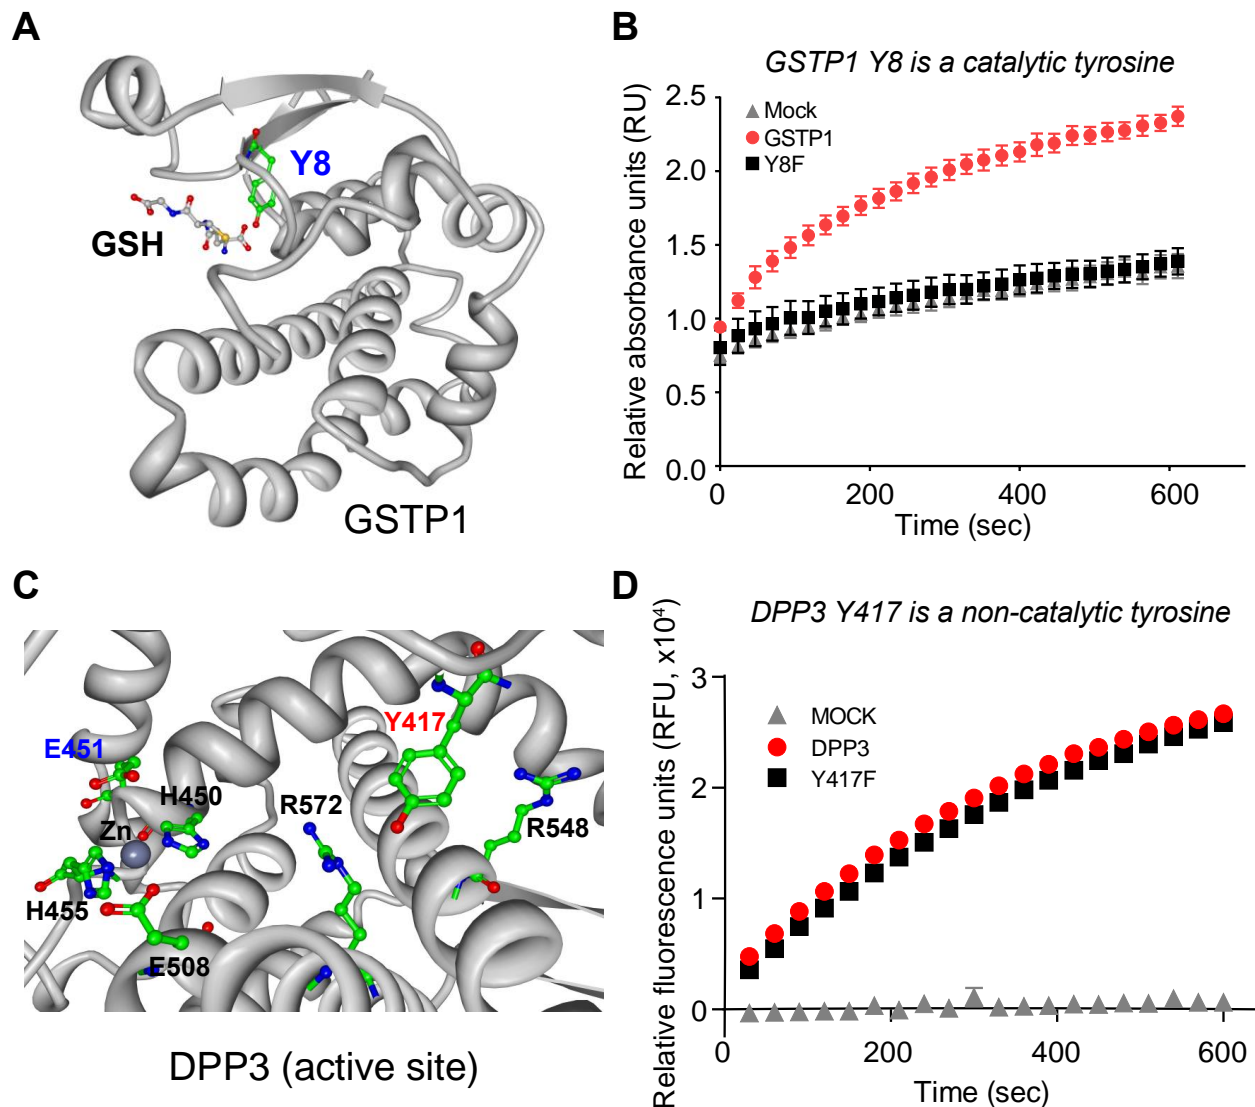 A
Y8
GSH
GSTP1
B
GSTP1 Y8 is a catalytic tyrosine
Relative absorbance units (RU)
2.5
2.0
1.5
1.0
0.5
0.0
Mock
GSTP1
Y8F
0
200
400
600
Time (sec)
C
Y417
E451
H450
R572
Zn
R548
H455
E508
DPP3 (active site)
D
DPP3 Y417 is a non-catalytic tyrosine
Relative fluorescence units (RFU, x10⁴)
3
2
1
0
MOCK
DPP3
Y417F
0
200
400
600
Time (sec)